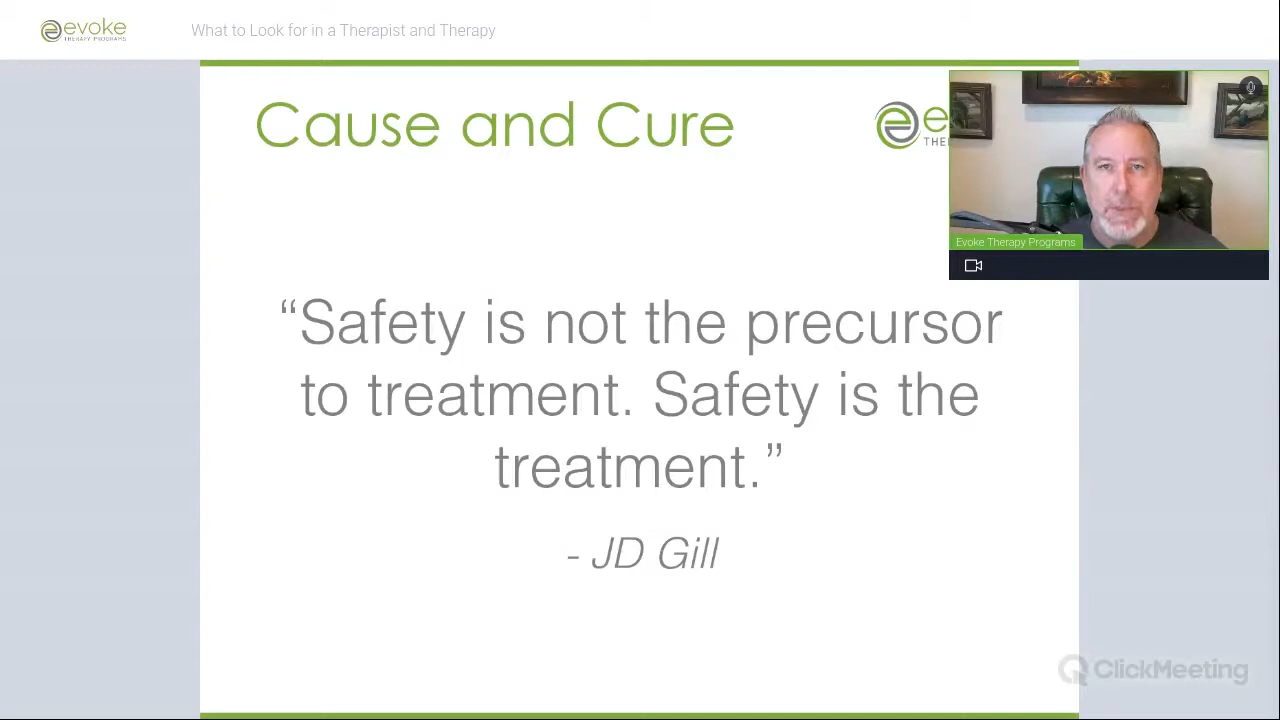 evoke
THERAPY PROGRAMS
What to Look for in a Therapist and Therapy
Cause and Cure
e
THE
Evoke Therapy Programs
“Safety is not the precursor
to treatment. Safety is the
treatment.”
- JD Gill
ClickMeeting